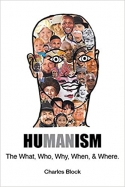 HUMANISM
The What, Who, Why, When, & Where.
Charles Block